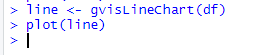 > line <- gvisLineChart(df)
> plot(line)
>